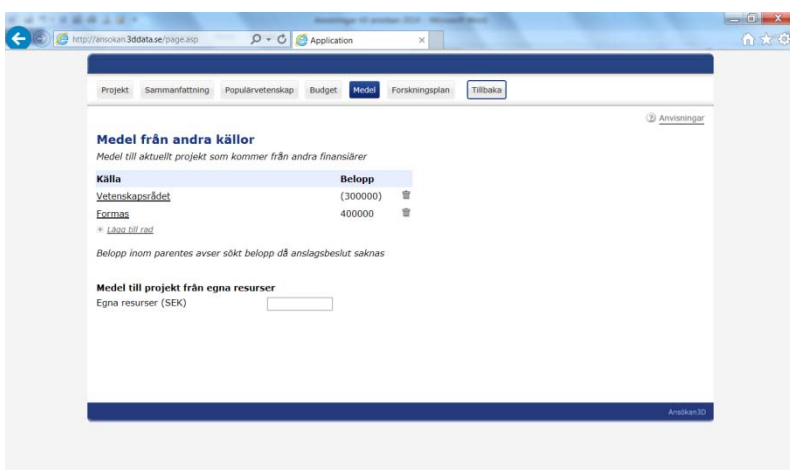 http://ansokan.3ddata.se/page.asp
Application
Projekt Sammanfattning Populärvetenskap Budget Medel Forskningsplan Tillbaka
Anvisningar
Medel från andra källor
Medel till aktuellt projekt som kommer från andra finansiärer
Källa Belopp
Vetenskapsrådet (300000)
Formas 400000
+ Lägg till rad
Belopp inom parentes avser sökt belopp då anslagsbeslut saknas
Medel till projekt från egna resurser
Egna resurser (SEK)
Ansökan3D